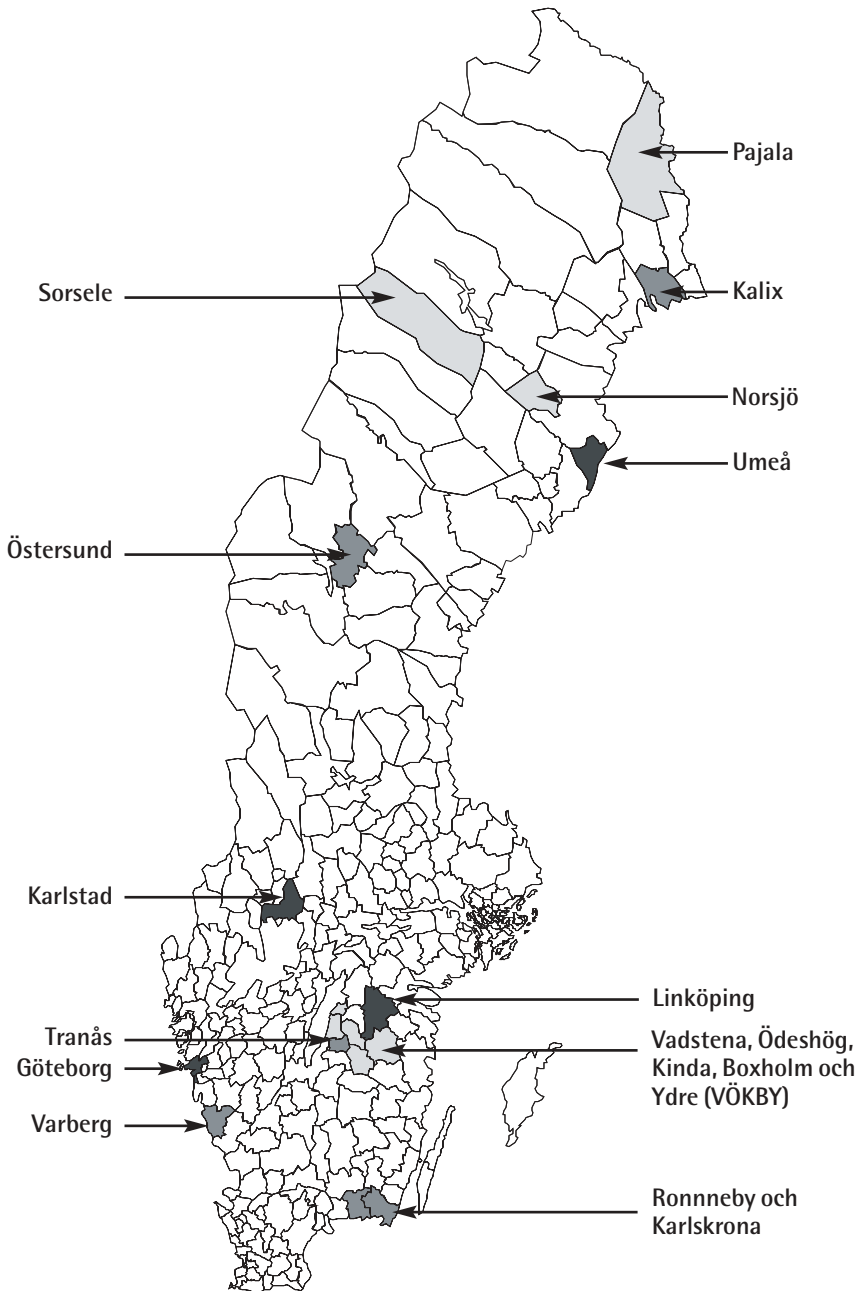 Pajala
Sorsele
Kalix
Norsjö
Umeå
Östersund
Karlstad
Linköping
Tranås
Göteborg
Vadstena, Ödeshög,
Kinda, Boxholm och
Ydre (VÖKBY)
Varberg
Ronnneby och
Karlskrona